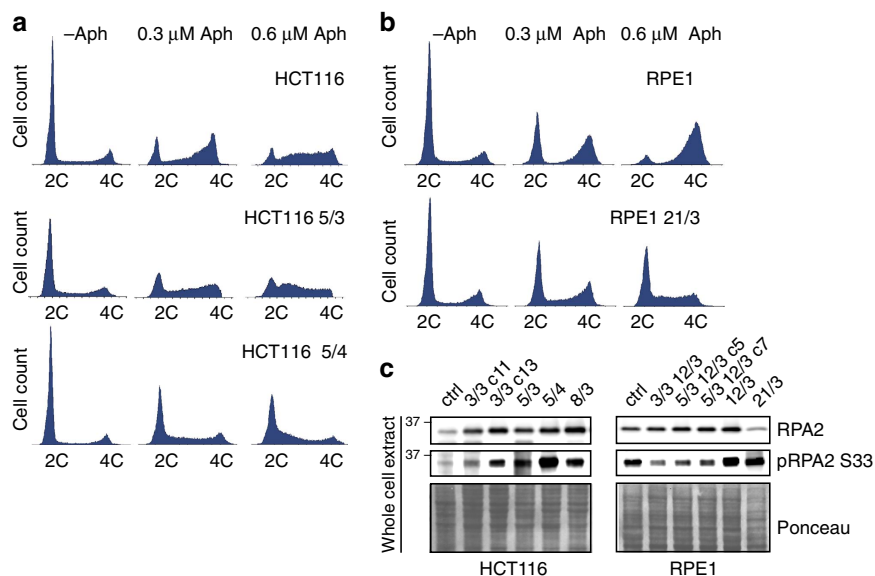 a
–Aph 0.3 µM Aph 0.6 µM Aph
HCT116
Cell count
2C 4C 2C 4C 2C 4C
HCT116 5/3
Cell count
2C 4C 2C 4C 2C 4C
HCT116 5/4
Cell count
2C 4C 2C 4C 2C 4C
b
–Aph 0.3 µM Aph 0.6 µM Aph
RPE1
Cell count
2C 4C 2C 4C 2C 4C
RPE1 21/3
Cell count
2C 4C 2C 4C 2C 4C
c
ctrl 3/3 c11 3/3 c13 5/3 5/4 8/3
ctrl 3/3 12/3 5/3 12/3 c5 5/3 12/3 c7 12/3 21/3
Whole cell extract
37
RPA2
37
pRPA2 S33
Ponceau
HCT116 RPE1